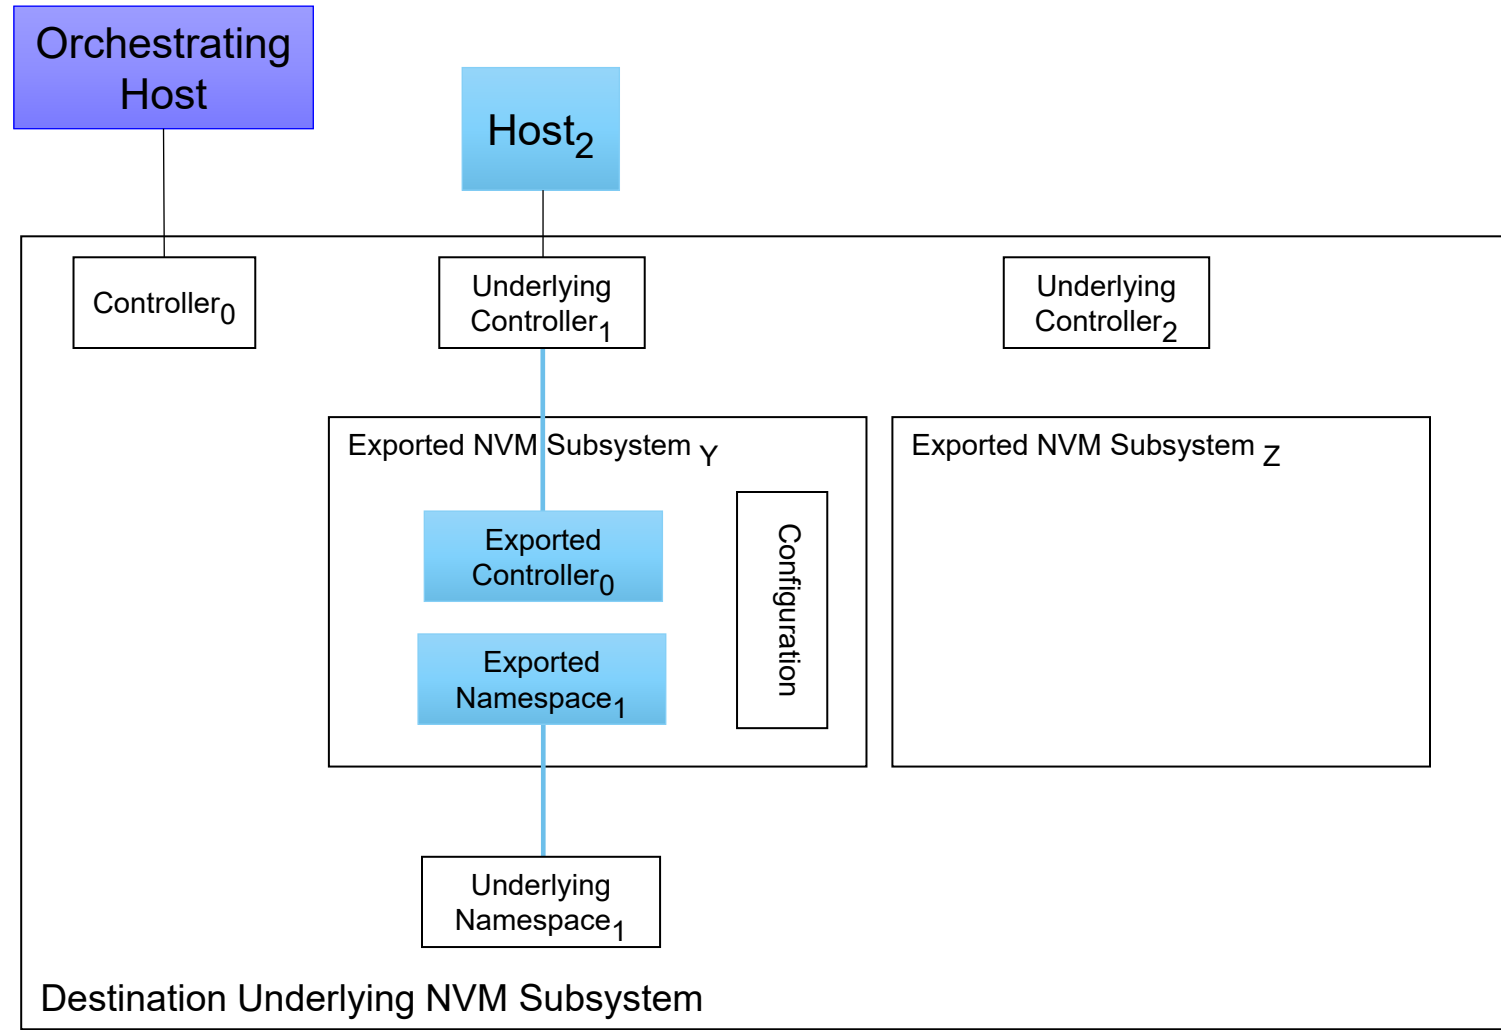 Orchestrating
Host
Host2
Controller0
Underlying
Controller1
Underlying
Controller2
Exported NVM Subsystem Y
Exported NVM Subsystem Z
Exported
Controller0
Configuration
Exported
Namespace1
Underlying
Namespace1
Destination Underlying NVM Subsystem